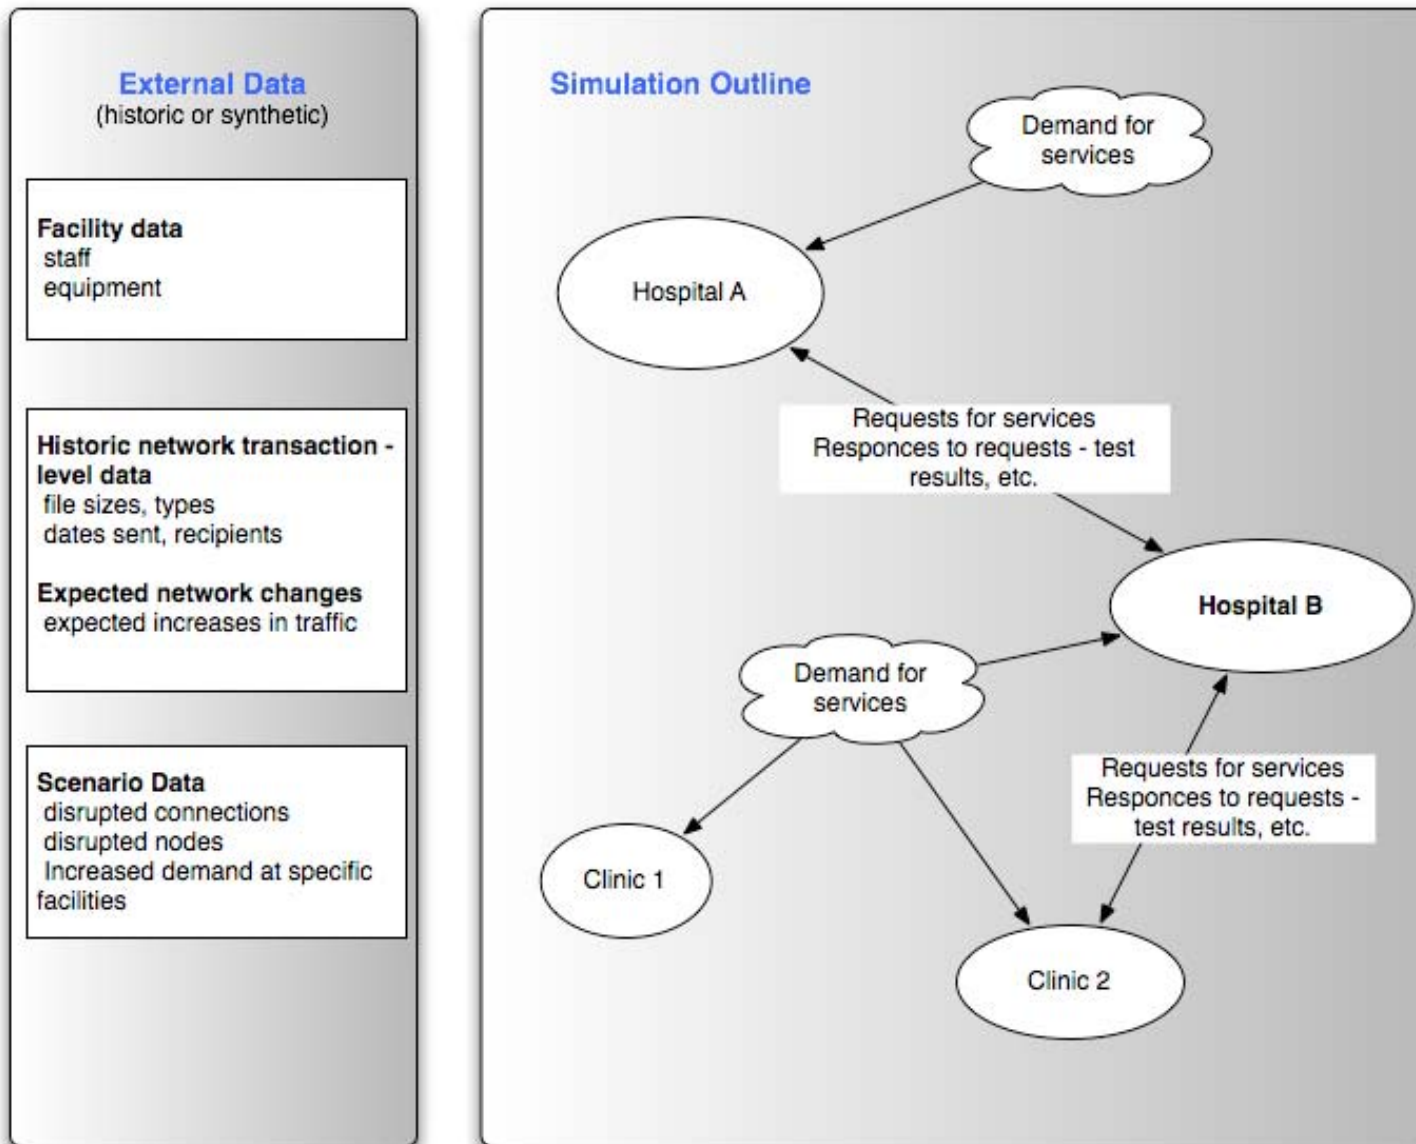 External Data
(historic or synthetic)
Facility data
staff
equipment
Historic network transaction -
level data
file sizes, types
dates sent, recipients
Expected network changes
expected increases in traffic
Scenario Data
disrupted connections
disrupted nodes
Increased demand at specific
facilities
Simulation Outline
Demand for
services
Hospital A
Requests for services
Responces to requests - test
results, etc.
Hospital B
Demand for
services
Requests for services
Responces to requests -
test results, etc.
Clinic 1
Clinic 2